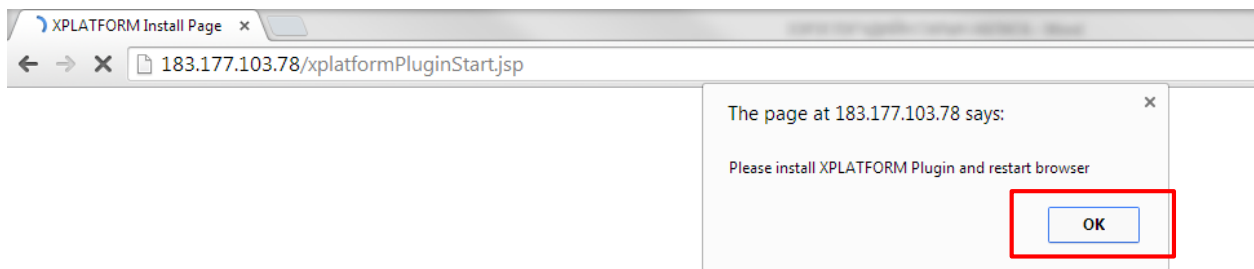 XPLATFORM Install Page
183.177.103.78/xplatformPluginStart.jsp
The page at 183.177.103.78 says:
Please install XPLATFORM Plugin and restart browser
OK